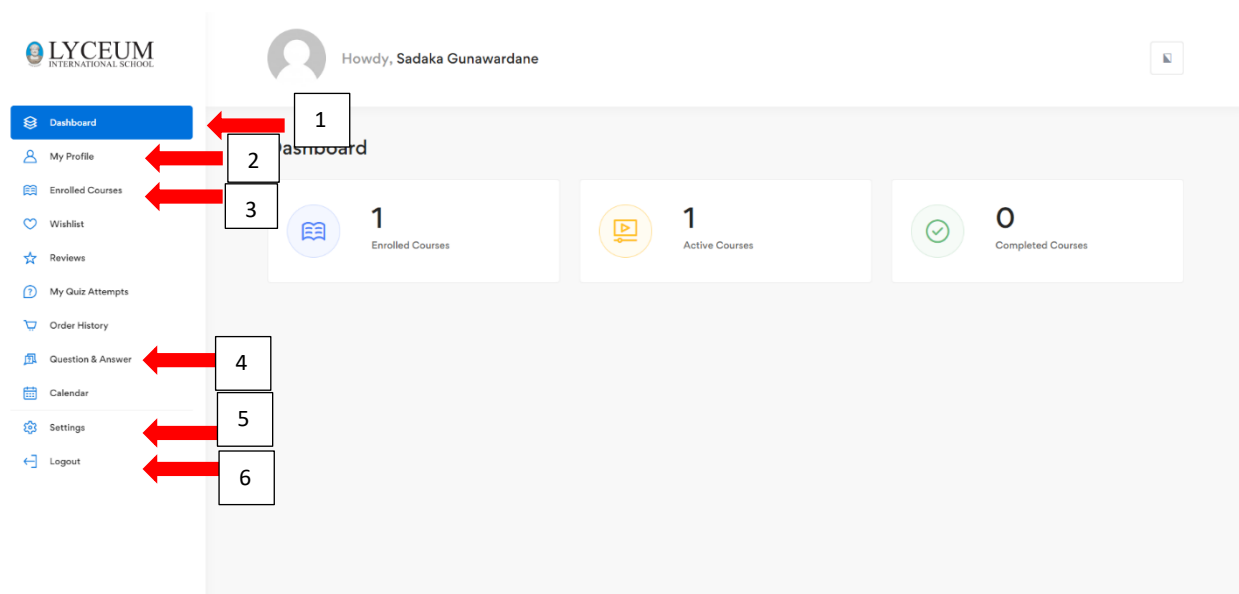 LYCEUM
INTERNATIONAL SCHOOL
Howdy, Sadaka Gunawardane
Dashboard
1
My Profile
2
Dashboard
Enrolled Courses
3
Wishlist
Reviews
My Quiz Attempts
Order History
Question & Answer
4
Calendar
Settings
5
Logout
6
1
Enrolled Courses
1
Active Courses
0
Completed Courses